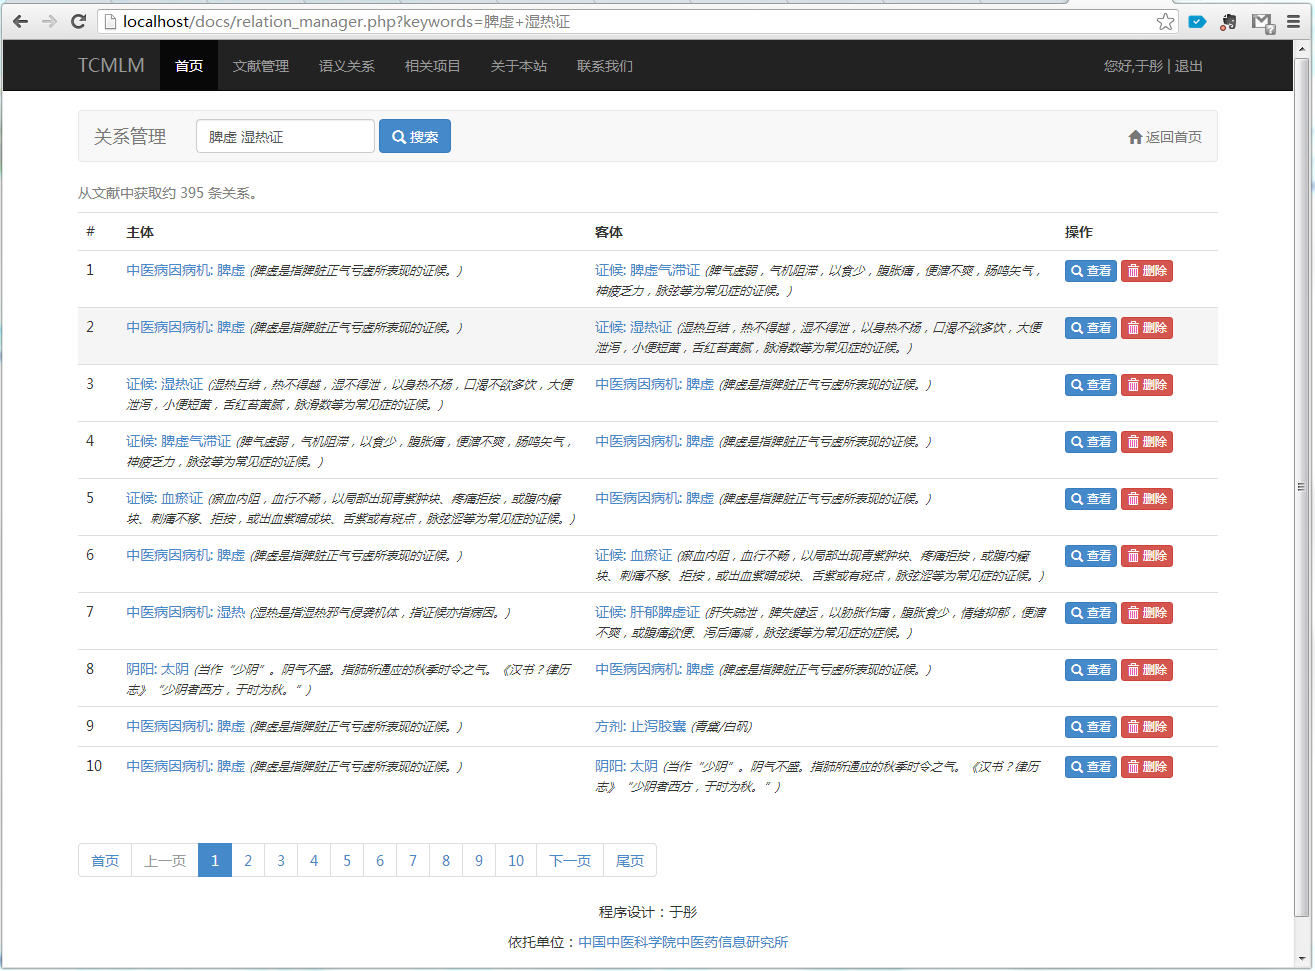 localhost/docs/relation_manager.php?keywords=脾虚+湿热证
TCMLM 首页 文献管理 语义关系 相关项目 关于本站 联系我们 您好,于彤 | 退出
关系管理 脾虚 湿热证 搜索 返回首页
从文献中获取约 395 条关系。
# 主体 客体 操作
1 中医病因病机: 脾虚 (脾虚是指脾脏正气亏虚所表现的证候。) 证候: 脾虚气滞证 (脾气虚弱，气机阻滞，以食少，腹胀痛，便溏不爽，肠鸣矢气， 查看 删除
神疲乏力，脉弦等为常见症的证候。)
2 中医病因病机: 脾虚 (脾虚是指脾脏正气亏虚所表现的证候。) 证候: 湿热证 (湿热互结，热不得越，湿不得泄，以身热不扬，口渴不欲多饮，大便 查看 删除
泄泻，小便短黄，舌红苔黄腻，脉滑数等为常见症的证候。)
3 证候: 湿热证 (湿热互结，热不得越，湿不得泄，以身热不扬，口渴不欲多饮，大便 中医病因病机: 脾虚 (脾虚是指脾脏正气亏虚所表现的证候。) 查看 删除
泄泻，小便短黄，舌红苔黄腻，脉滑数等为常见症的证候。)
4 证候: 脾虚气滞证 (脾气虚弱，气机阻滞，以食少，腹胀痛，便溏不爽，肠鸣矢气， 中医病因病机: 脾虚 (脾虚是指脾脏正气亏虚所表现的证候。) 查看 删除
神疲乏力，脉弦等为常见症的证候。)
5 证候: 血瘀证 (瘀血内阻，血行不畅，以局部出现青紫肿块、疼痛拒按，或腹内癥 中医病因病机: 脾虚 (脾虚是指脾脏正气亏虚所表现的证候。) 查看 删除
块、刺痛不移、拒按，或出血紫暗成块、舌紫或有斑点，脉弦涩等为常见症的证候。)
6 中医病因病机: 脾虚 (脾虚是指脾脏正气亏虚所表现的证候。) 证候: 血瘀证 (瘀血内阻，血行不畅，以局部出现青紫肿块、疼痛拒按，或腹内癥 查看 删除
块、刺痛不移、拒按，或出血紫暗成块、舌紫或有斑点，脉弦涩等为常见症的证候。)
7 中医病因病机: 湿热 (湿热是指湿热邪气侵袭机体，指证候亦指病因。) 证候: 肝郁脾虚证 (肝失疏泄，脾失健运，以胁胀作痛，腹胀食少，情绪抑郁，便溏 查看 删除
不爽，或腹痛欲便、泻后痛减，脉弦缓等为常见症的症候。)
8 阴阳: 太阴 (当作“少阴”。阴气不盛。指肺所通应的秋季时令之气。《汉书？律历 中医病因病机: 脾虚 (脾虚是指脾脏正气亏虚所表现的证候。) 查看 删除
志》“少阴者西方，于时为秋。”)
9 中医病因病机: 脾虚 (脾虚是指脾脏正气亏虚所表现的证候。) 方剂: 止泻胶囊 (青黛/白矾) 查看 删除
10 中医病因病机: 脾虚 (脾虚是指脾脏正气亏虚所表现的证候。) 阴阳: 太阴 (当作“少阴”。阴气不盛。指肺所通应的秋季时令之气。《汉书？律历 查看 删除
志》“少阴者西方，于时为秋。”)
首页 上一页 1 2 3 4 5 6 7 8 9 10 下一页 尾页
程序设计：于彤
依托单位：中国中医科学院中医药信息研究所